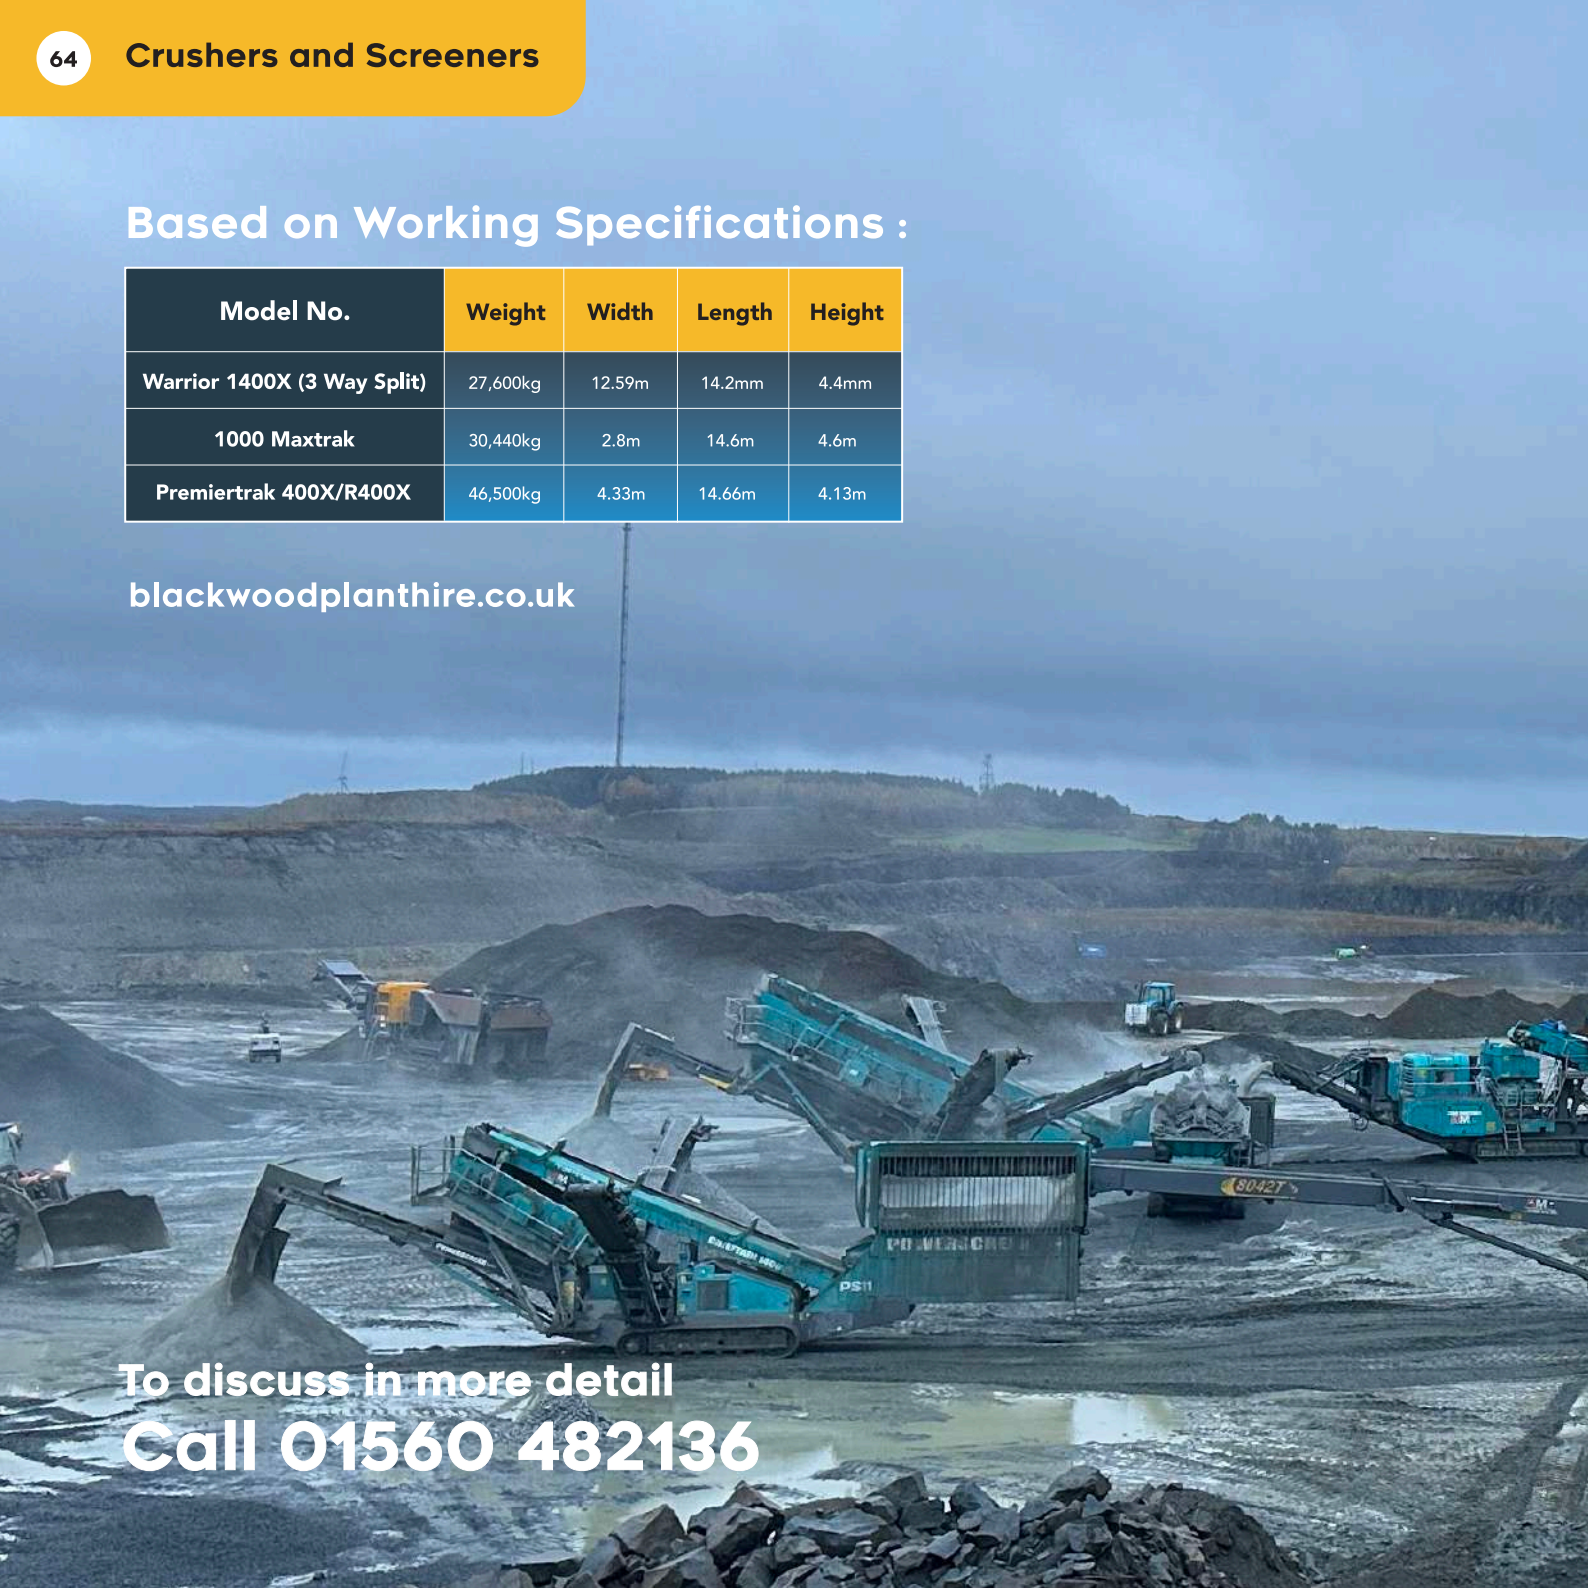 64
Crushers and Screeners
Based on Working Specifications :
Model No. Weight Width Length Height
Warrior 1400X (3 Way Split) 27,600kg 12.59m 14.2mm 4.4mm
1000 Maxtrak 30,440kg 2.8m 14.6m 4.6m
Premiertrak 400X/R400X 46,500kg 4.33m 14.66m 4.13m
blackwoodplanthire.co.uk
8042T
POWERSCREEN
PS11
To discuss in more detail
Call 01560 482136